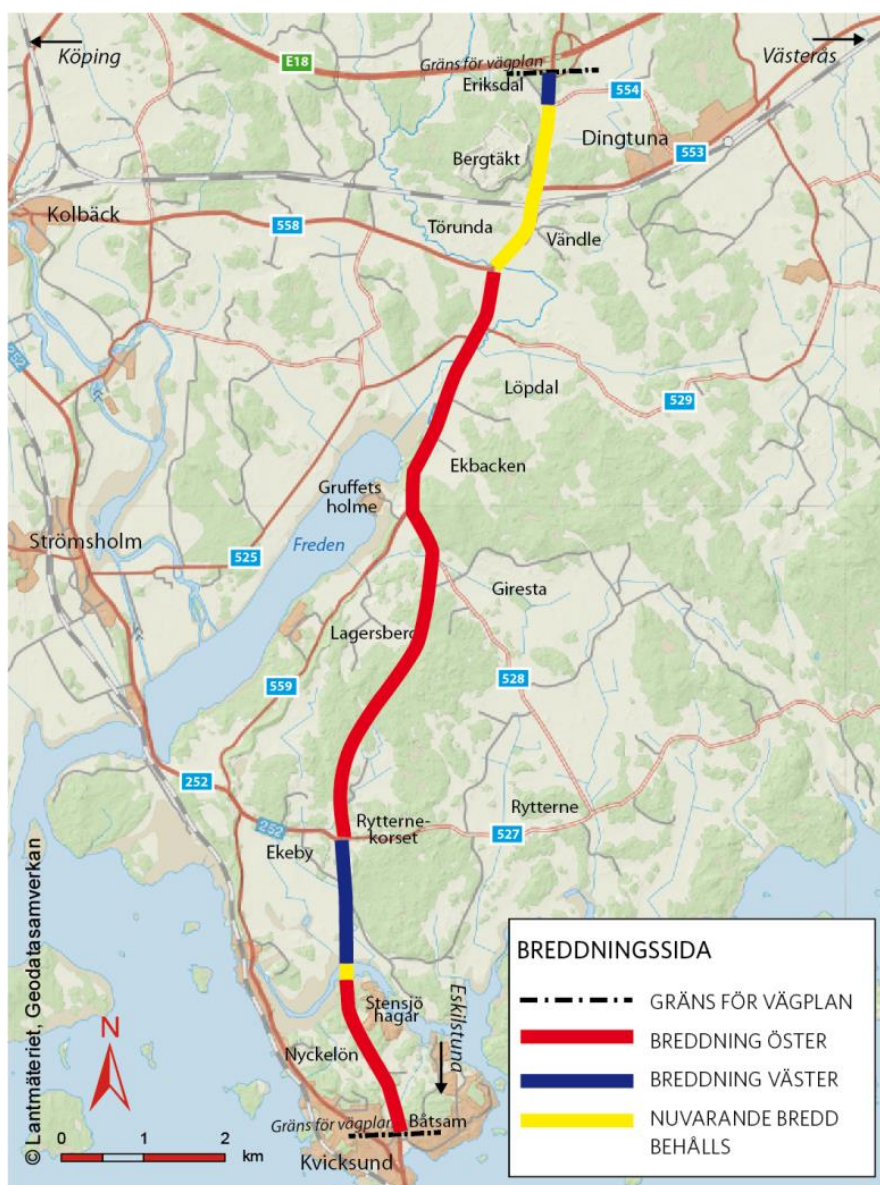 Köping
Västerås
E18
Gräns för vägplan
Eriksdal
554
Dingtuna
Bergtäkt
553
Kolbäck
558
Törunda
Vändle
252
Löpdal
529
Ekbacken
Gruffets
holme
Strömsholm
Freden
525
Giresta
Lagersberg
559
528
252
Rytterne
252
Rytterne-
korset
527
Ekeby
© Lantmäteriet, Geodatasamverkan
Eskilstuna
Stensjö
hagar
N
Nyckelön
Gräns för vägplan
Båtsam
Kvicksund
0 1 2
km
BREDDNINGSSIDA
GRÄNS FÖR VÄGPLAN
BREDDNING ÖSTER
BREDDNING VÄSTER
NUVARANDE BREDD
BEHÅLLS